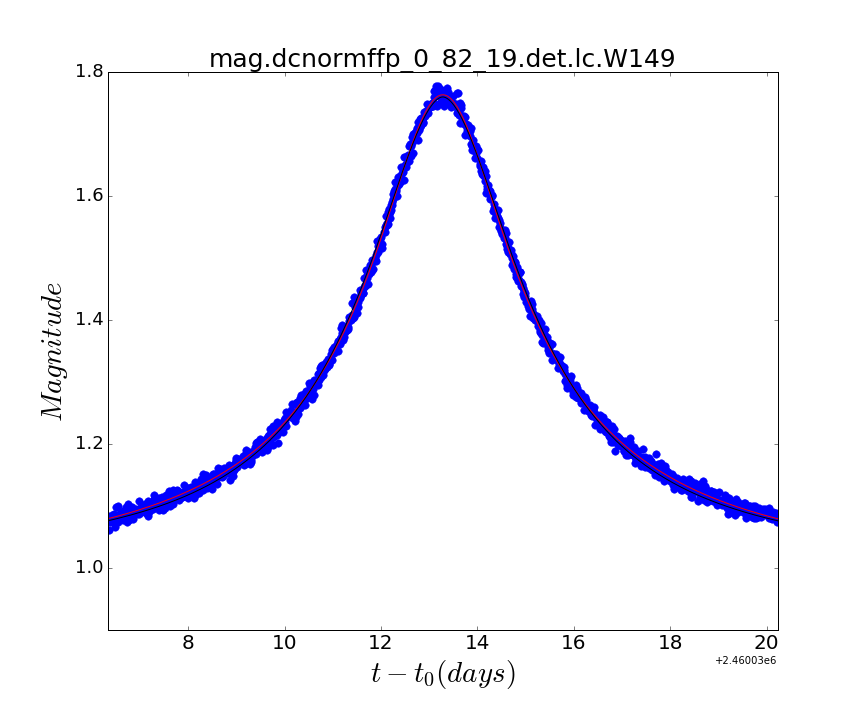 mag.dcnormffp_0_82_19.det.lc.W149
1.8
1.6
1.4
1.2
1.0
Magnitude
8 10 12 14 16 18 20
+2.46003e6
t − t₀(days)